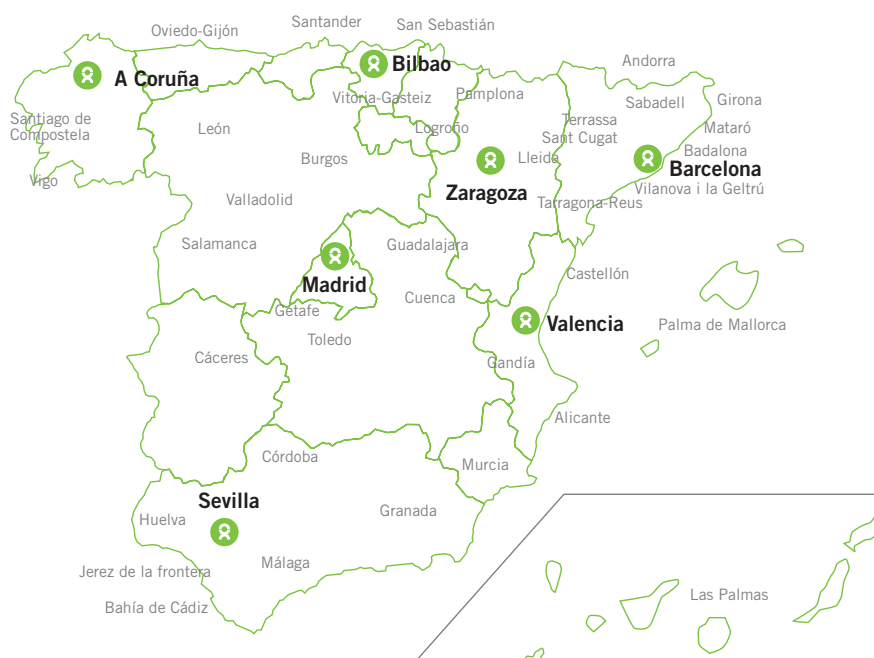 Oviedo-Gijón
Santander
San Sebastián
A Coruña
Bilbao
Andorra
Vitoria-Gasteiz
Pamplona
Sabadell
Girona
Santiago de
Compostela
León
Logroño
Terrassa
Sant Cugat
Mataró
Burgos
Lleida
Badalona
Barcelona
Vigo
Valladolid
Zaragoza
Vilanova i la Geltrú
Tarragona-Reus
Salamanca
Guadalajara
Madrid
Castellón
Getafe
Cuenca
Toledo
Valencia
Palma de Mallorca
Cáceres
Gandía
Alicante
Córdoba
Murcia
Sevilla
Huelva
Granada
Málaga
Jerez de la frontera
Bahía de Cádiz
Las Palmas